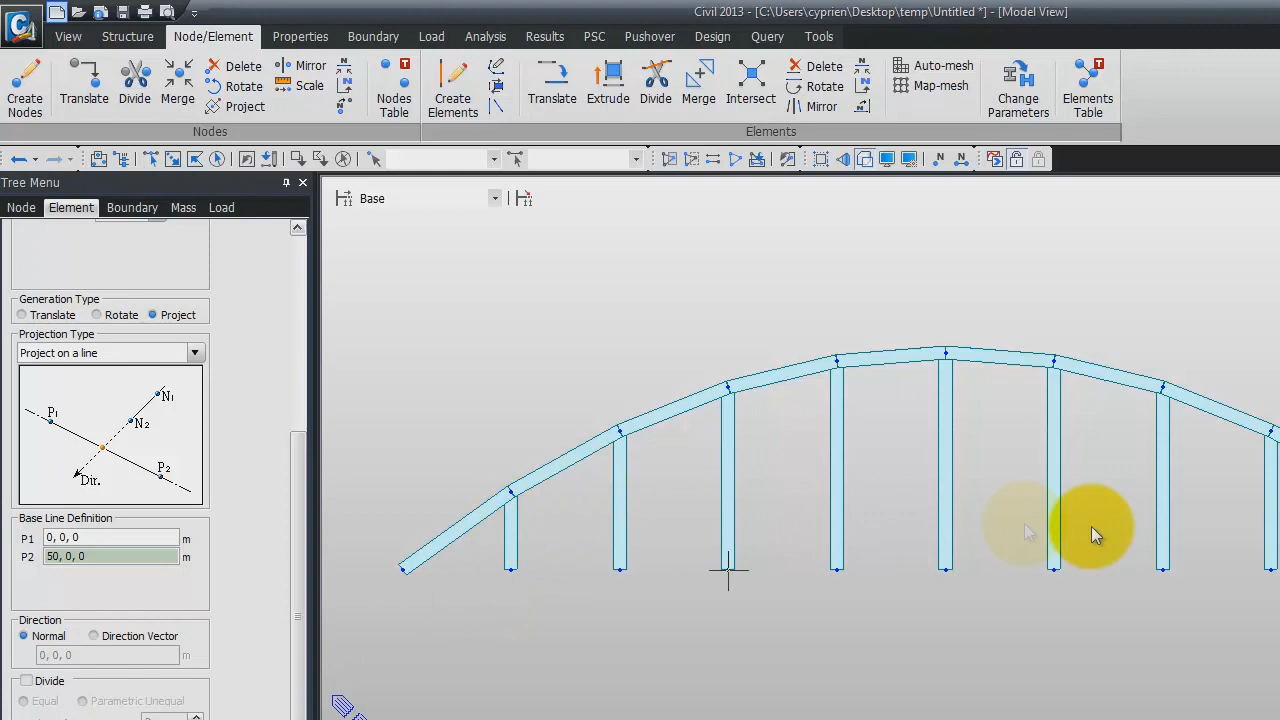 Civil 2013 - [C:\Users\cyprien\Desktop\temp\Untitled *] - [Model View]
View Structure Node/Element Properties Boundary Load Analysis Results PSC Pushover Design Query Tools
Create Nodes
Translate
Divide
Merge
Delete
Rotate
Project
Mirror
Scale
Nodes Table
Create Elements
Translate
Extrude
Divide
Merge
Intersect
Delete
Rotate
Mirror
Auto-mesh
Map-mesh
Change Parameters
Elements Table
Nodes
Elements
Tree Menu
Node Element Boundary Mass Load
Base
Generation Type
Translate Rotate Project
Projection Type
Project on a line
P1
N1
N2
P2
Dir.
Base Line Definition
P1 0, 0, 0 m
P2 50, 0, 0 m
Direction
Normal Direction Vector
0, 0, 0 m
Divide
Equal Parametric Unequal